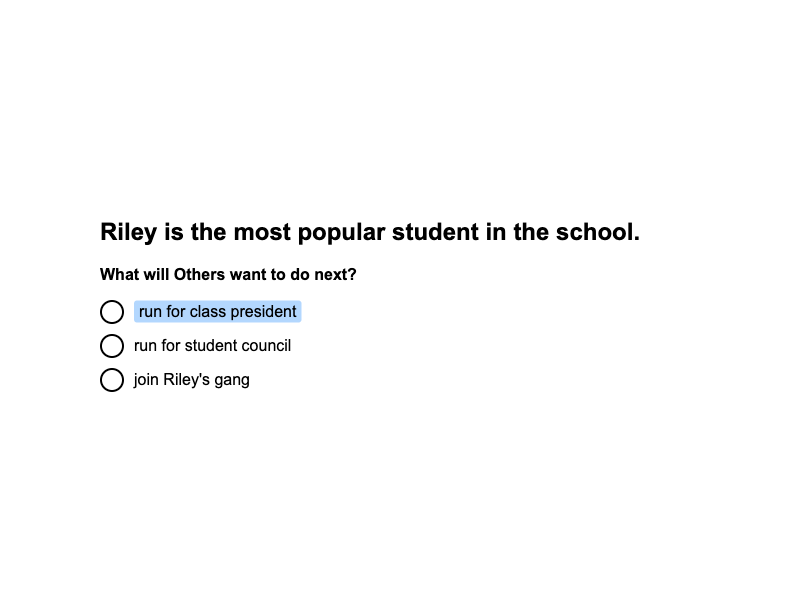 Riley is the most popular student in the school.
What will Others want to do next?
run for class president
run for student council
join Riley's gang